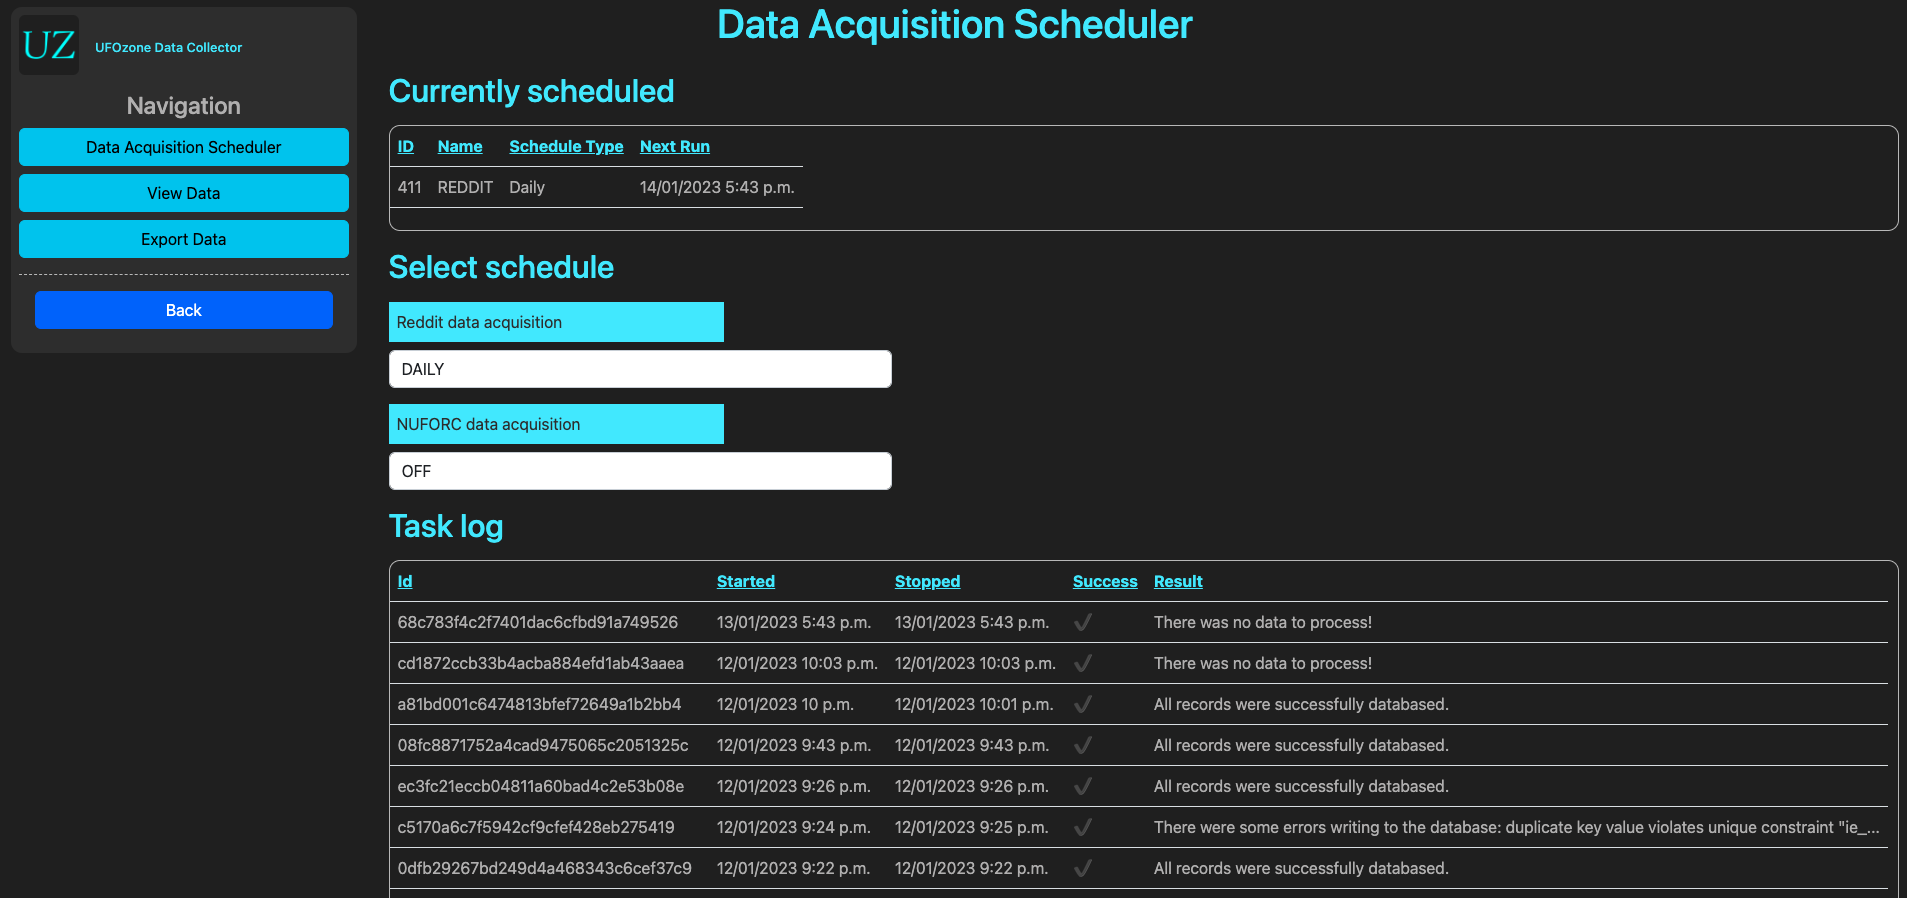 UZ
UFOzone Data Collector
Navigation
Data Acquisition Scheduler
View Data
Export Data
Back
Data Acquisition Scheduler
Currently scheduled
ID Name Schedule Type Next Run
411 REDDIT Daily 14/01/2023 5:43 p.m.
Select schedule
Reddit data acquisition
DAILY
NUFORC data acquisition
OFF
Task log
Id Started Stopped Success Result
68c783f4c2f7401dac6cfbd91a749526 13/01/2023 5:43 p.m. 13/01/2023 5:43 p.m. ✔ There was no data to process!
cd1872ccb33b4acba884efd1ab43aaea 12/01/2023 10:03 p.m. 12/01/2023 10:03 p.m. ✔ There was no data to process!
a81bd001c6474813bfef72649a1b2bb4 12/01/2023 10 p.m. 12/01/2023 10:01 p.m. ✔ All records were successfully databased.
08fc8871752a4cad9475065c2051325c 12/01/2023 9:43 p.m. 12/01/2023 9:43 p.m. ✔ All records were successfully databased.
ec3fc21eccb04811a60bad4c2e53b08e 12/01/2023 9:26 p.m. 12/01/2023 9:26 p.m. ✔ All records were successfully databased.
c5170a6c7f5942cf9cfef428eb275419 12/01/2023 9:24 p.m. 12/01/2023 9:25 p.m. ✔ There were some errors writing to the database: duplicate key value violates unique constraint "ie_...
0dfb29267bd249d4a468343c6cef37c9 12/01/2023 9:22 p.m. 12/01/2023 9:22 p.m. ✔ All records were successfully databased.